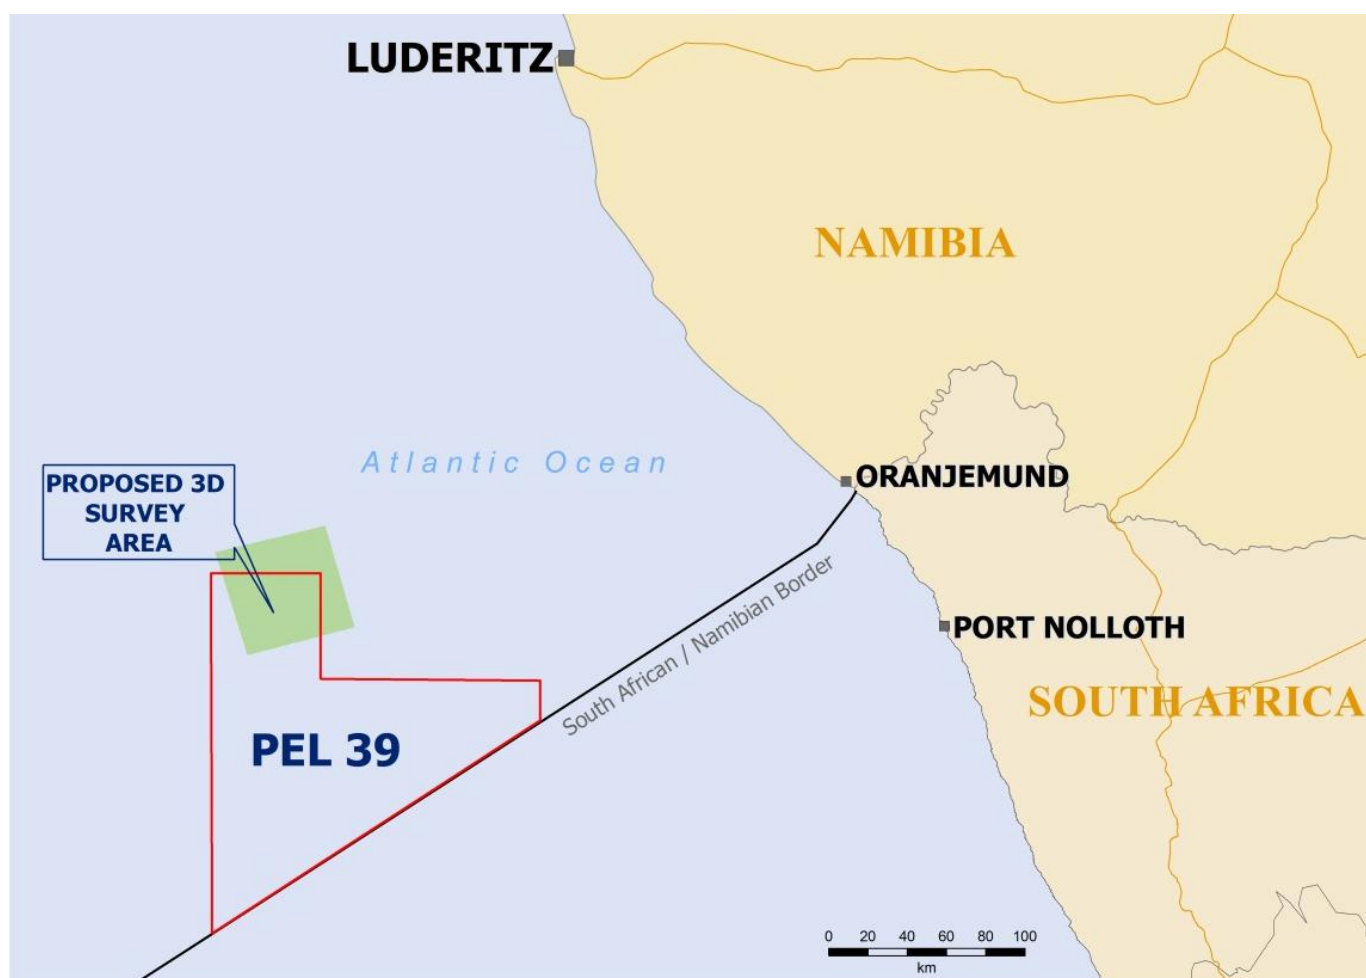 LUDERITZ
NAMIBIA
Atlantic Ocean
PROPOSED 3D
SURVEY
AREA
ORANJEMUND
South African / Namibian Border
PORT NOLLOTH
SOUTH AFRICA
PEL 39
0 20 40 60 80 100
km